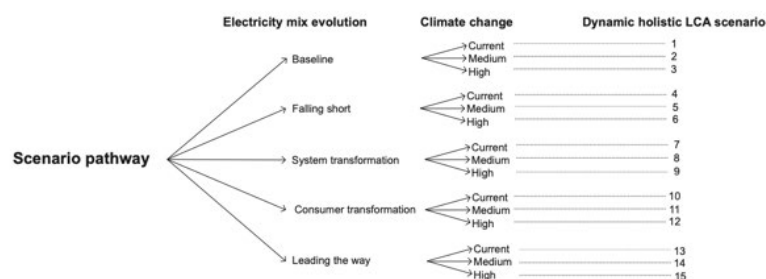 Electricity mix evolution Climate change Dynamic holistic LCA scenario
Current 1
Baseline Medium 2
High 3
Current 4
Falling short Medium 5
High 6
Current 7
Scenario pathway System transformation Medium 8
High 9
Current 10
Consumer transformation Medium 11
High 12
Current 13
Leading the way Medium 14
High 15